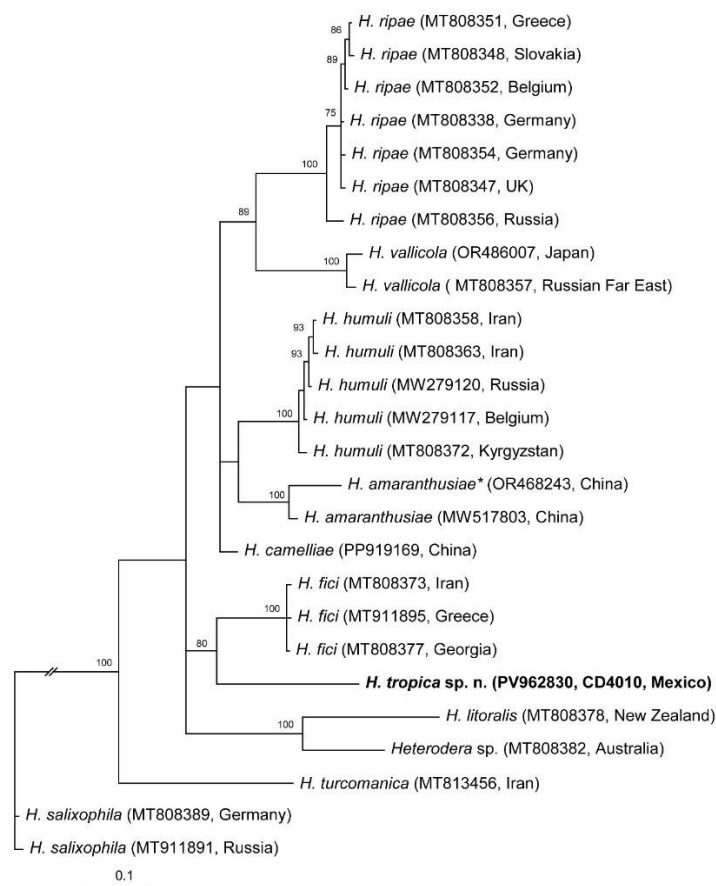 H. ripae (MT808351, Greece)
86
H. ripae (MT808348, Slovakia)
89
H. ripae (MT808352, Belgium)
75
H. ripae (MT808338, Germany)
H. ripae (MT808354, Germany)
100
H. ripae (MT808347, UK)
H. ripae (MT808356, Russia)
89
H. vallicola (OR486007, Japan)
100
H. vallicola ( MT808357, Russian Far East)
H. humuli (MT808358, Iran)
93
H. humuli (MT808363, Iran)
93
H. humuli (MW279120, Russia)
100
H. humuli (MW279117, Belgium)
H. humuli (MT808372, Kyrgyzstan)
H. amaranthusiae* (OR468243, China)
100
H. amaranthusiae (MW517803, China)
H. camelliae (PP919169, China)
H. fici (MT808373, Iran)
100
H. fici (MT911895, Greece)
80
H. fici (MT808377, Georgia)
100
H. tropica sp. n. (PV962830, CD4010, Mexico)
H. litoralis (MT808378, New Zealand)
100
Heterodera sp. (MT808382, Australia)
H. turcomanica (MT813456, Iran)
H. salixophila (MT808389, Germany)
H. salixophila (MT911891, Russia)
0.1